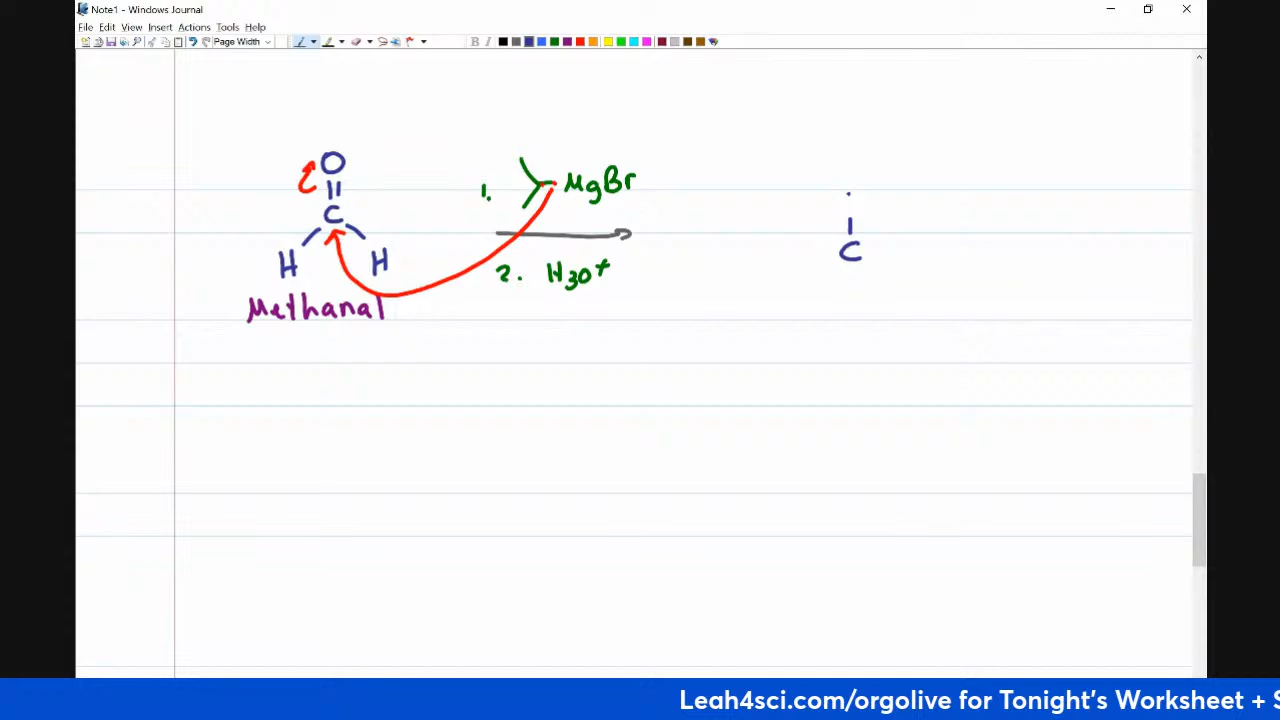 Note1 - Windows Journal
File Edit View Insert Actions Tools Help
Page Width
B I
O
1. MgBr
C
H H
C
2. H3O+
Methanal
Leah4sci.com/orgolive for Tonight's Worksheet + S